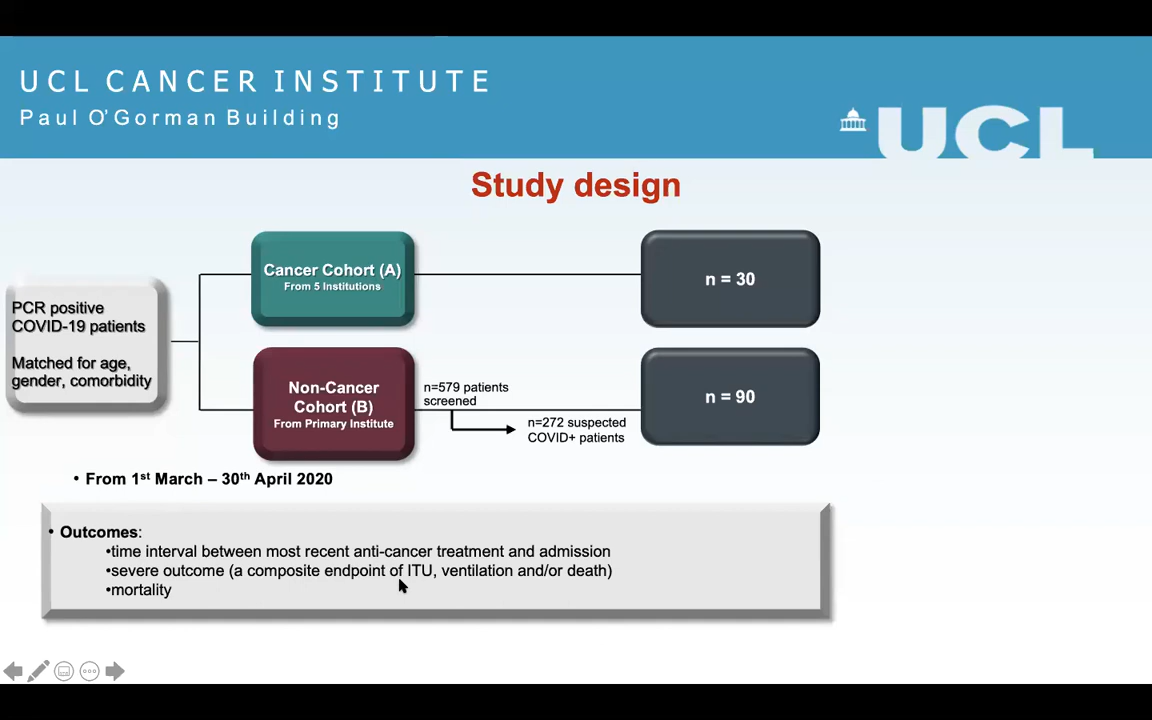 UCL CANCER INSTITUTE
Paul O'Gorman Building
UCL
Study design
PCR positive
COVID-19 patients
Matched for age,
gender, comorbidity
Cancer Cohort (A)
From 5 Institutions
n = 30
Non-Cancer
Cohort (B)
From Primary Institute
n=579 patients
screened
n=272 suspected
COVID+ patients
n = 90
• From 1st March – 30th April 2020
• Outcomes:
•time interval between most recent anti-cancer treatment and admission
•severe outcome (a composite endpoint of ITU, ventilation and/or death)
•mortality